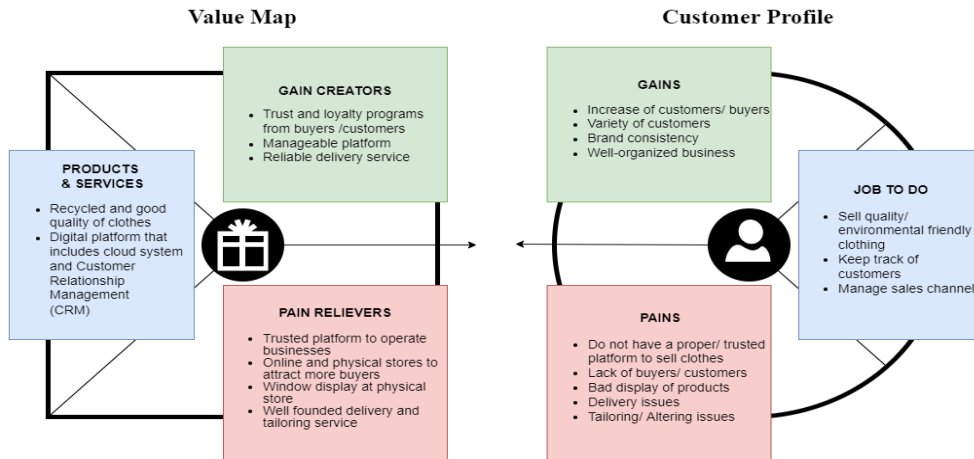 Value Map
GAIN CREATORS
• Trust and loyalty programs
from buyers /customers
• Manageable platform
• Reliable delivery service
PRODUCTS
& SERVICES
• Recycled and good
quality of clothes
• Digital platform that
includes cloud system
and Customer
Relationship
Management
(CRM)
PAIN RELIEVERS
• Trusted platform to operate
businesses
• Online and physical stores to
attract more buyers
• Window display at physical
store
• Well founded delivery and
tailoring service
Customer Profile
GAINS
• Increase of customers/ buyers
• Variety of customers
• Brand consistency
• Well-organized business
JOB TO DO
• Sell quality/
environmental friendly
clothing
• Keep track of
customers
• Manage sales channel
PAINS
• Do not have a proper/ trusted
platform to sell clothes
• Lack of buyers/ customers
• Bad display of products
• Delivery issues
• Tailoring/ Altering issues